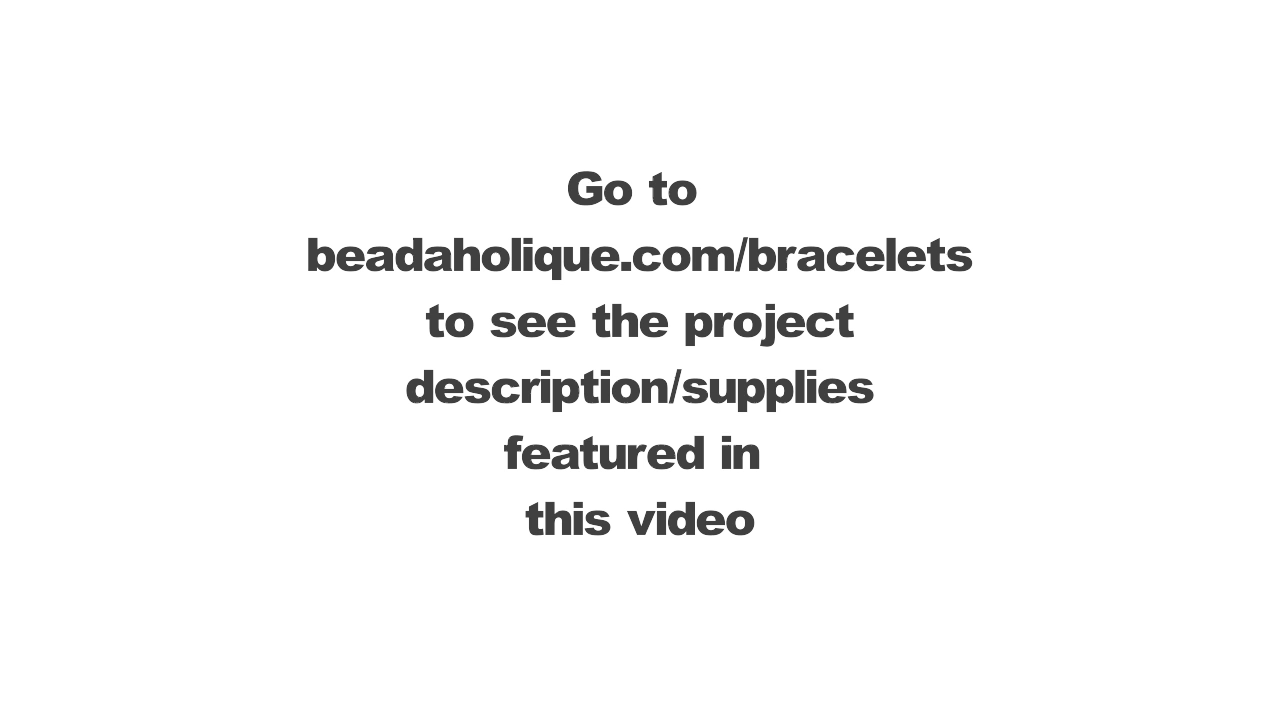 Go to
beadaholique.com/bracelets
to see the project
description/supplies
featured in
this video